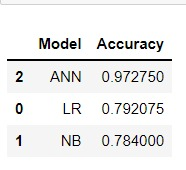 Model Accuracy
2 ANN 0.972750
0 LR 0.792075
1 NB 0.784000